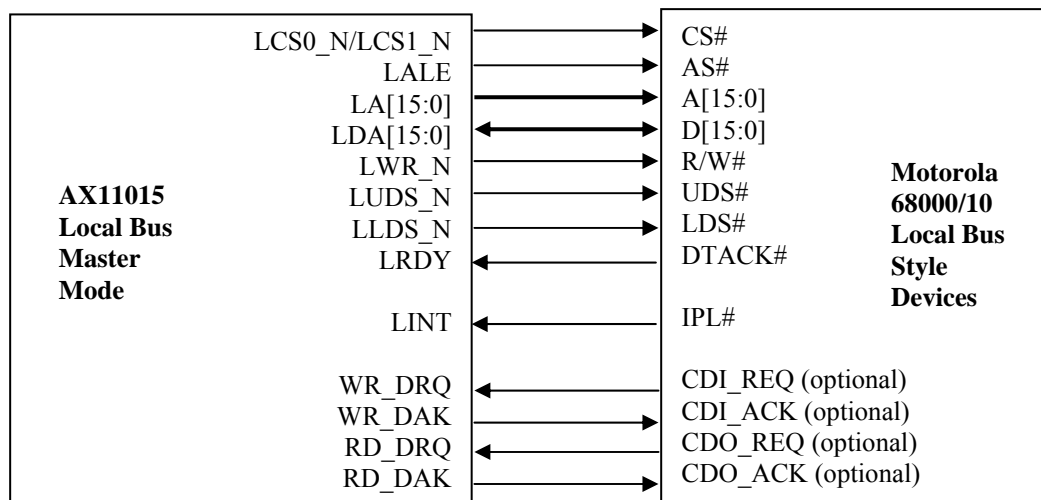 LCS0_N/LCS1_N
LALE
LA[15:0]
LDA[15:0]
LWR_N
LUDS_N
LLDS_N
LRDY
LINT
WR_DRQ
WR_DAK
RD_DRQ
RD_DAK
AX11015
Local Bus
Master
Mode
CS#
AS#
A[15:0]
D[15:0]
R/W#
UDS#
LDS#
DTACK#
IPL#
CDI_REQ (optional)
CDI_ACK (optional)
CDO_REQ (optional)
CDO_ACK (optional)
Motorola
68000/10
Local Bus
Style
Devices